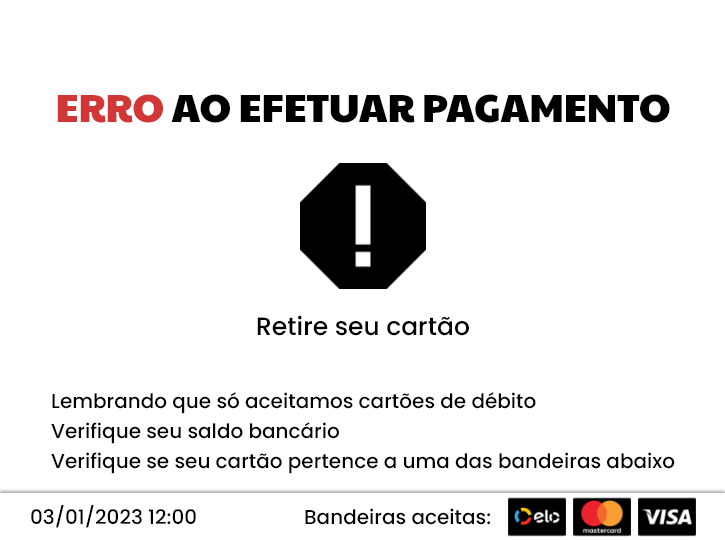 ERRO AO EFETUAR PAGAMENTO
!
Retire seu cartão
Lembrando que só aceitamos cartões de débito
Verifique seu saldo bancário
Verifique se seu cartão pertence a uma das bandeiras abaixo
03/01/2023 12:00 Bandeiras aceitas: elo mastercard VISA